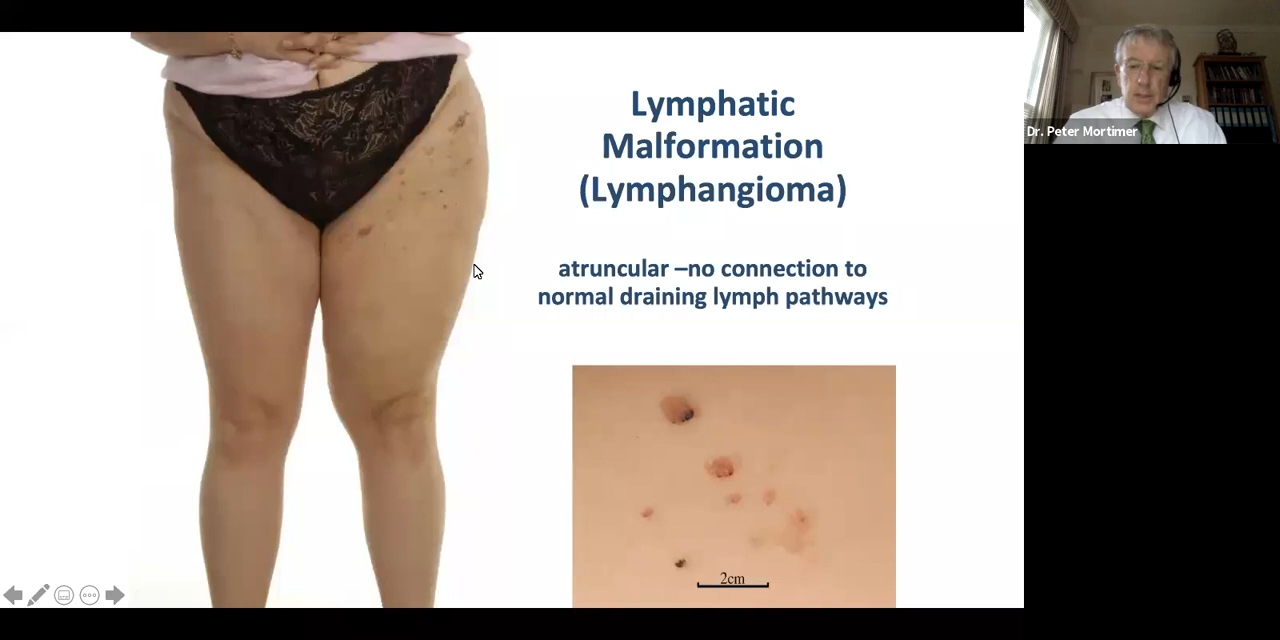 Lymphatic
Malformation
(Lymphangioma)
atruncular –no connection to
normal draining lymph pathways
2cm
Dr. Peter Mortimer